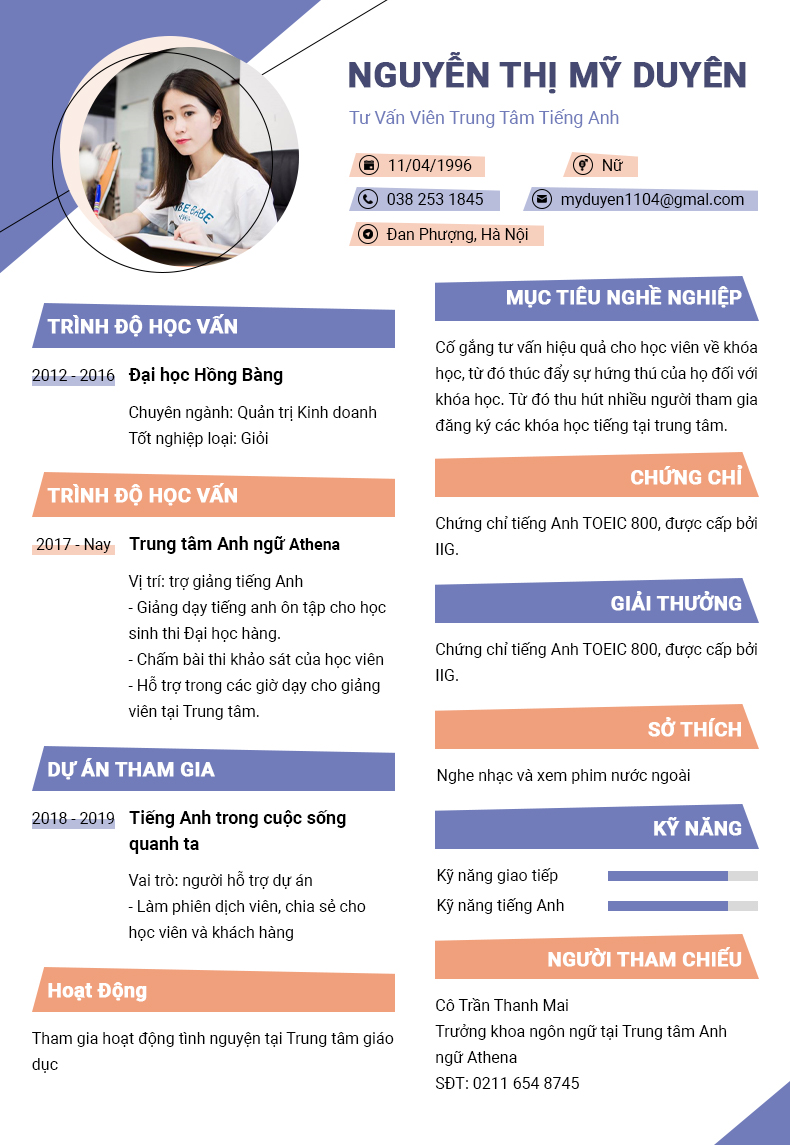 NGUYỄN THỊ MỸ DUYÊN
Tư Vấn Viên Trung Tâm Tiếng Anh
11/04/1996
Nữ
038 253 1845
myduyen1104@gmal.com
Đan Phượng, Hà Nội
TRÌNH ĐỘ HỌC VẤN
2012 - 2016
Đại học Hồng Bàng
Chuyên ngành: Quản trị Kinh doanh
Tốt nghiệp loại: Giỏi
TRÌNH ĐỘ HỌC VẤN
2017 - Nay
Trung tâm Anh ngữ Athena
Vị trí: trợ giảng tiếng Anh
- Giảng dạy tiếng anh ôn tập cho học
sinh thi Đại học hàng.
- Chấm bài thi khảo sát của học viên
- Hỗ trợ trong các giờ dạy cho giảng
viên tại Trung tâm.
DỰ ÁN THAM GIA
2018 - 2019
Tiếng Anh trong cuộc sống
quanh ta
Vai trò: người hỗ trợ dự án
- Làm phiên dịch viên, chia sẻ cho
học viên và khách hàng
Hoạt Động
Tham gia hoạt động tình nguyện tại Trung tâm giáo
dục
MỤC TIÊU NGHỀ NGHIỆP
Cố gắng tư vấn hiệu quả cho học viên về khóa
học, từ đó thúc đẩy sự hứng thú của họ đối với
khóa học. Từ đó thu hút nhiều người tham gia
đăng ký các khóa học tiếng tại trung tâm.
CHỨNG CHỈ
Chứng chỉ tiếng Anh TOEIC 800, được cấp bởi
IIG.
GIẢI THƯỞNG
Chứng chỉ tiếng Anh TOEIC 800, được cấp bởi
IIG.
SỞ THÍCH
Nghe nhạc và xem phim nước ngoài
KỸ NĂNG
Kỹ năng giao tiếp
Kỹ năng tiếng Anh
NGƯỜI THAM CHIẾU
Cô Trần Thanh Mai
Trưởng khoa ngôn ngữ tại Trung tâm Anh
ngữ Athena
SĐT: 0211 654 8745